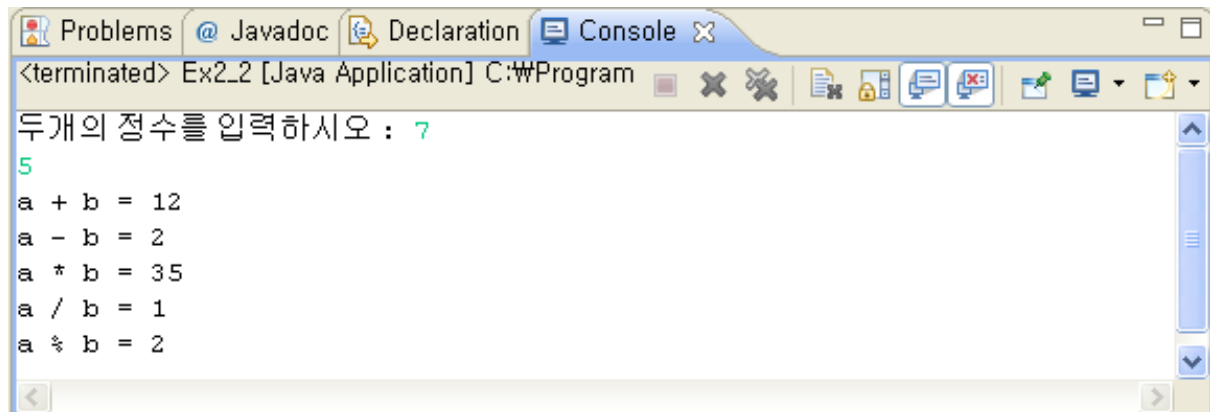 Problems @ Javadoc Declaration Console
<terminated> Ex2_2 [Java Application] C:₩Program
두개의 정수를 입력하시오 : 7
5
a + b = 12
a - b = 2
a * b = 35
a / b = 1
a % b = 2